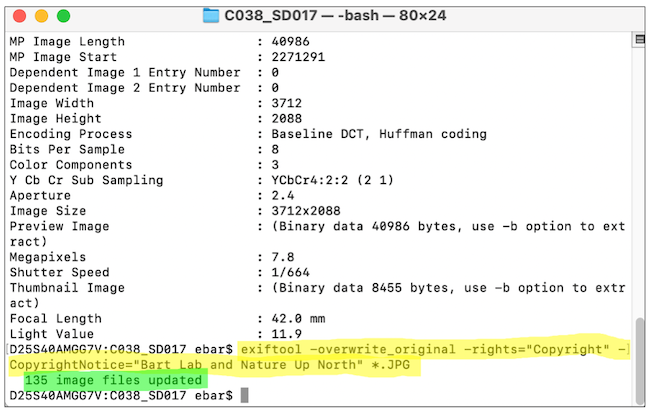 C038_SD017 — -bash — 80×24
MP Image Length : 40986
MP Image Start : 2271291
Dependent Image 1 Entry Number : 0
Dependent Image 2 Entry Number : 0
Image Width : 3712
Image Height : 2088
Encoding Process : Baseline DCT, Huffman coding
Bits Per Sample : 8
Color Components : 3
Y Cb Cr Sub Sampling : YCbCr4:2:2 (2 1)
Aperture : 2.4
Image Size : 3712x2088
Preview Image : (Binary data 40986 bytes, use -b option to ext
ract)
Megapixels : 7.8
Shutter Speed : 1/664
Thumbnail Image : (Binary data 8455 bytes, use -b option to extr
act)
Focal Length : 42.0 mm
Light Value : 11.9
[D25S40AMGG7V:C038_SD017 ebar$ exiftool -overwrite_original -rights="Copyright" -]
CopyrightNotice="Bart Lab and Nature Up North" *.JPG
135 image files updated
D25S40AMGG7V:C038_SD017 ebar$